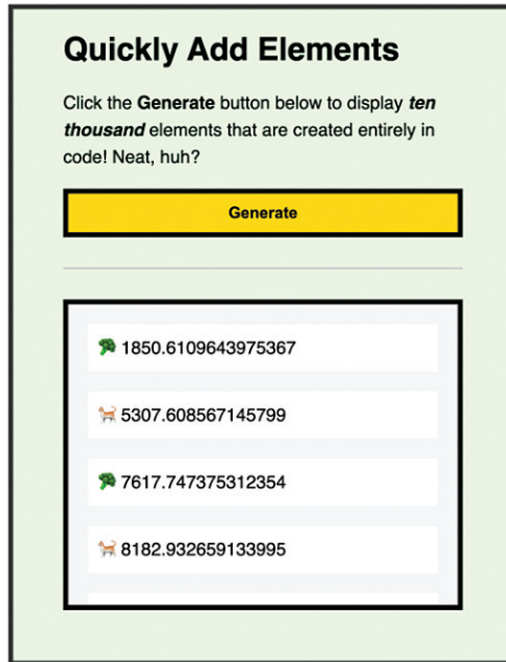 Quickly Add Elements
Click the Generate button below to display ten
thousand elements that are created entirely in
code! Neat, huh?
Generate
🥦 1850.6109643975367
🐈 5307.608567145799
🥦 7617.747375312354
🐈 8182.932659133995